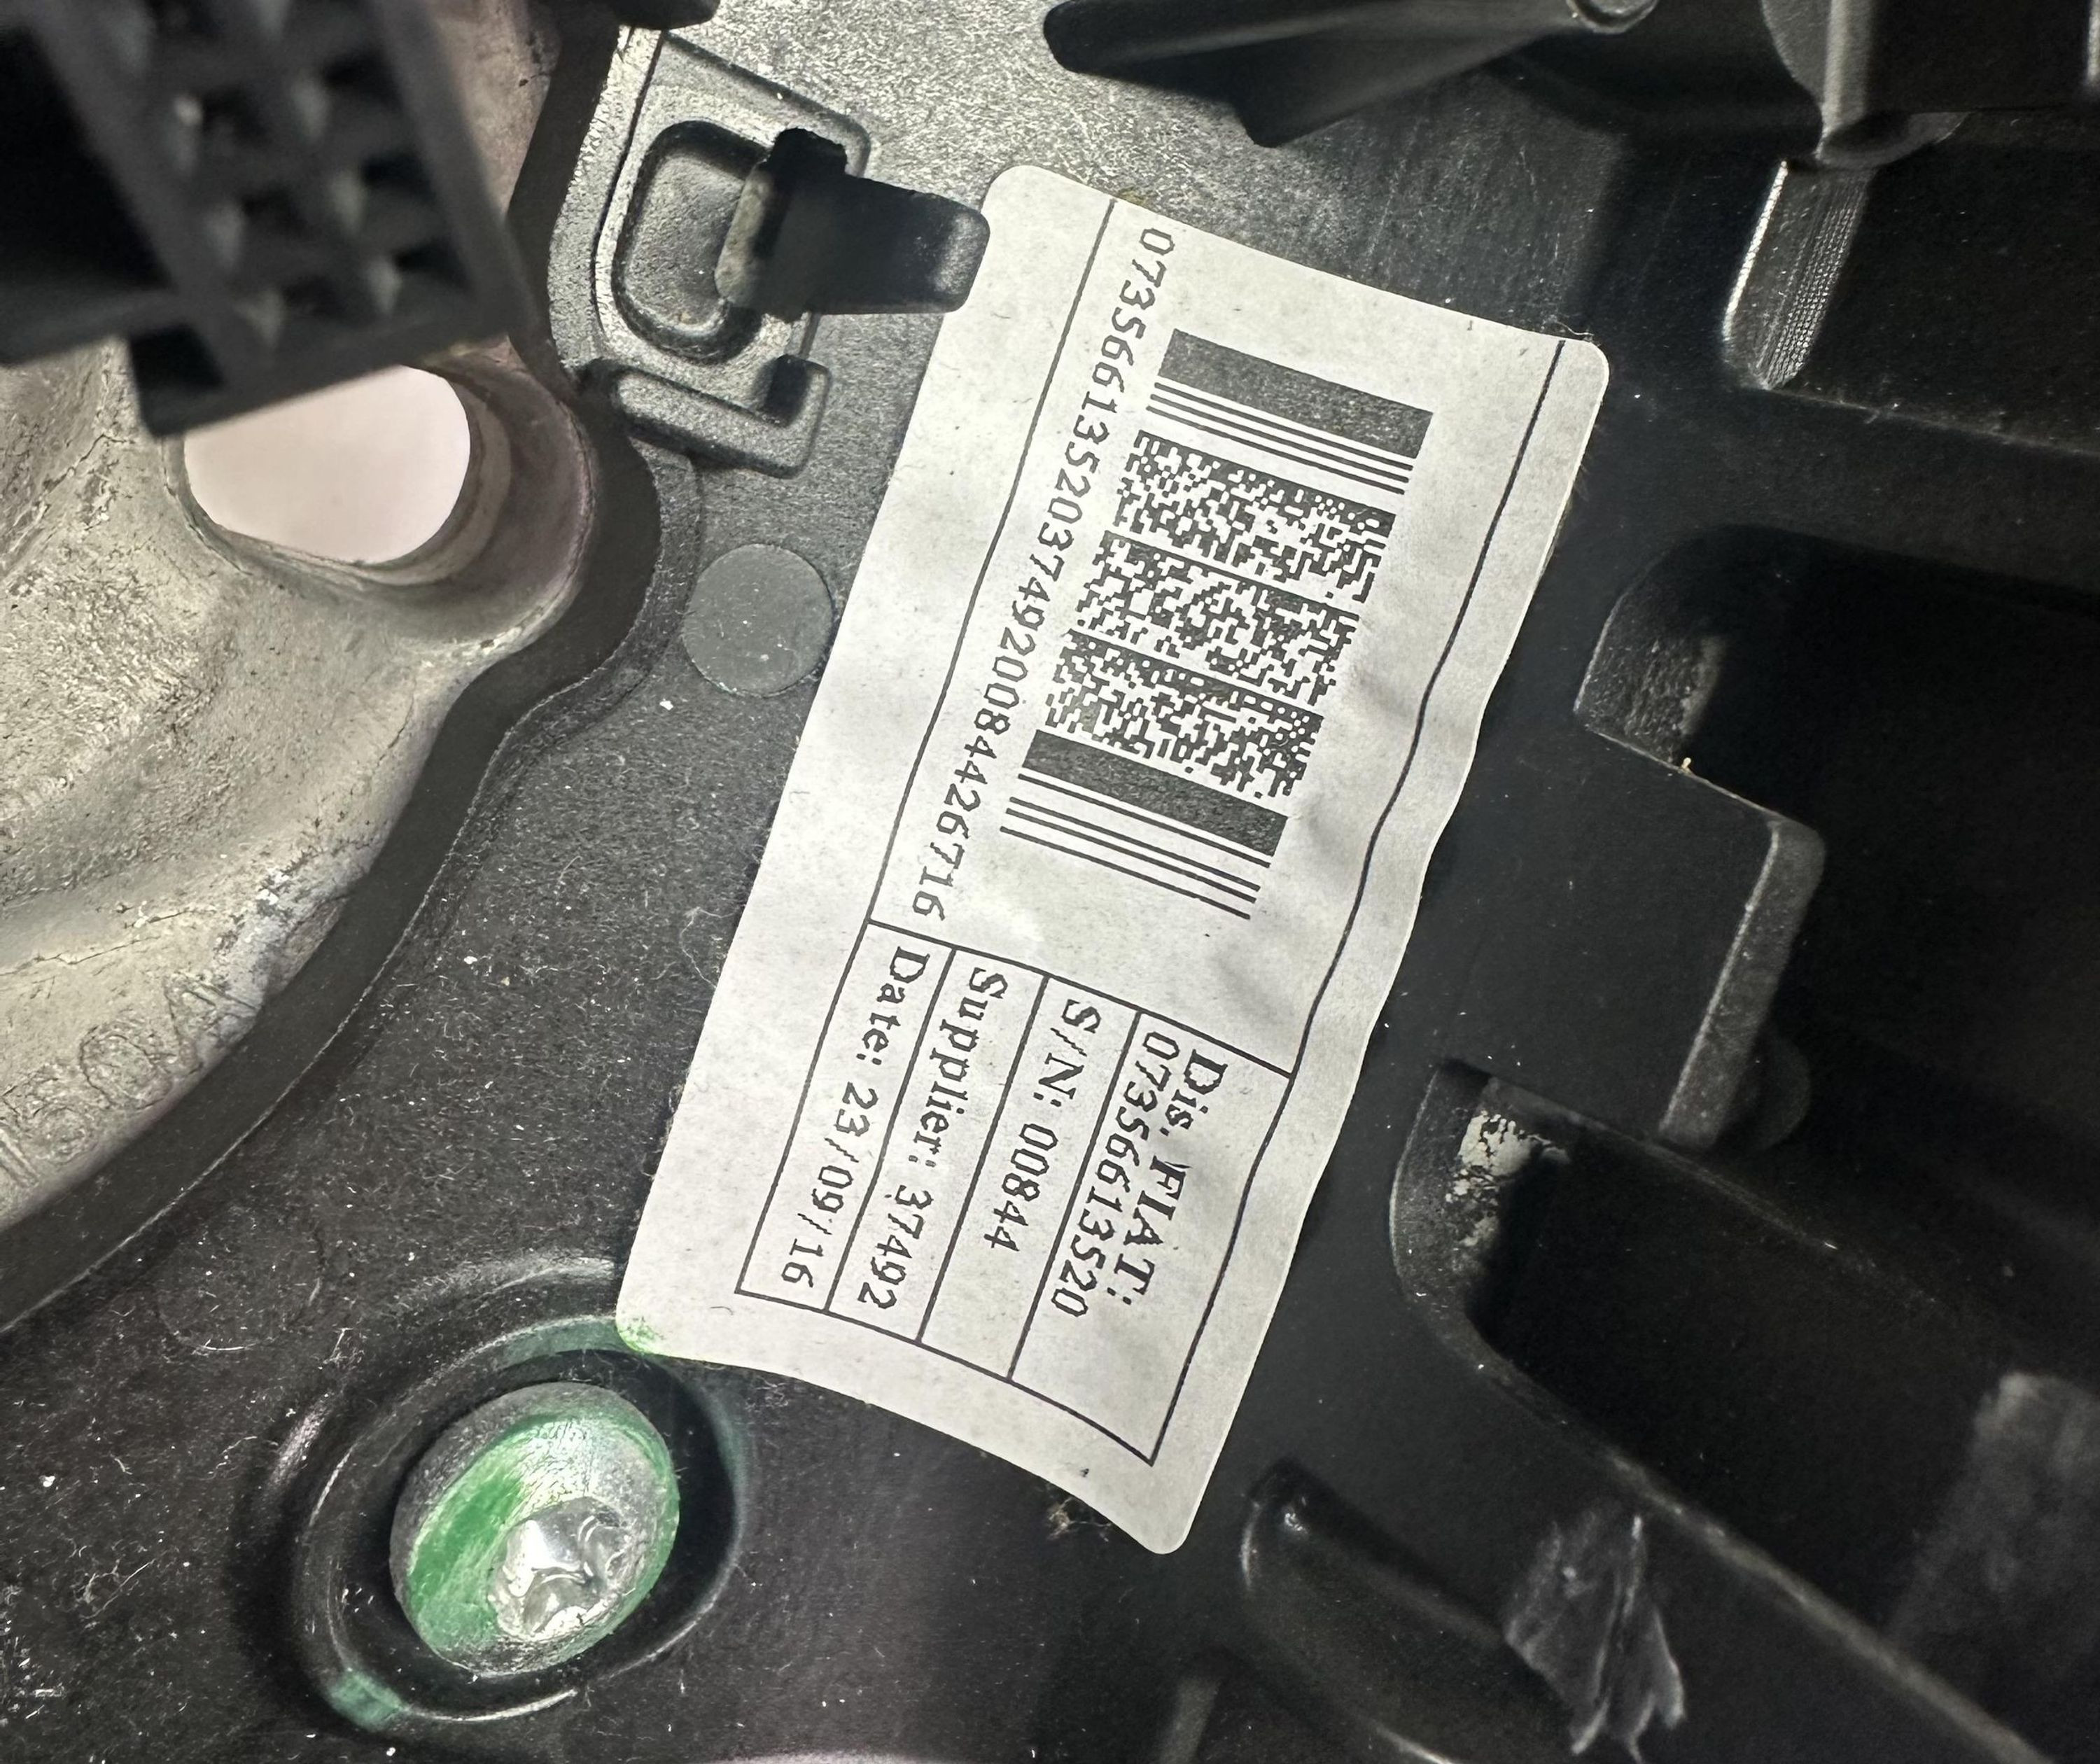 07356613520374920084426716
Dis. FIAT:
07356613520
S/N: 00844
Supplier: 37492
Date: 23/09/16